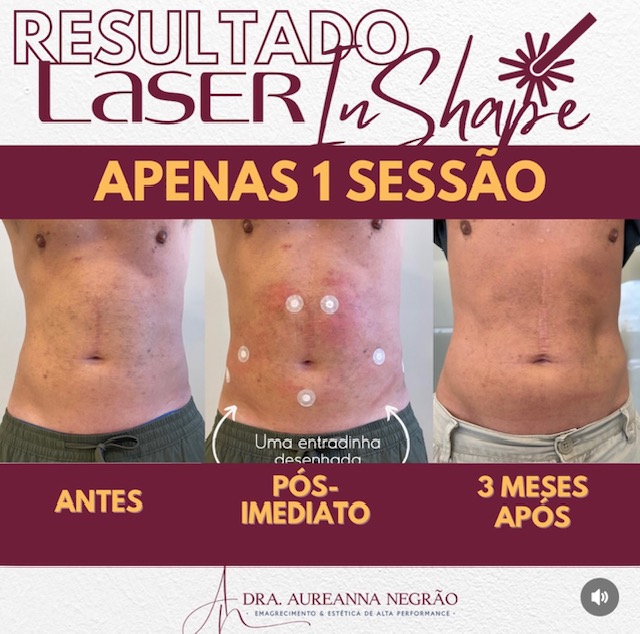 RESULTADO
LASER InShape
APENAS 1 SESSÃO
Uma entradinha
desenhada
ANTES
PÓS-
IMEDIATO
3 MESES
APÓS
DRA. AUREANNA NEGRÃO
• EMAGRECIMENTO & ESTÉTICA DE ALTA PERFORMANCE •